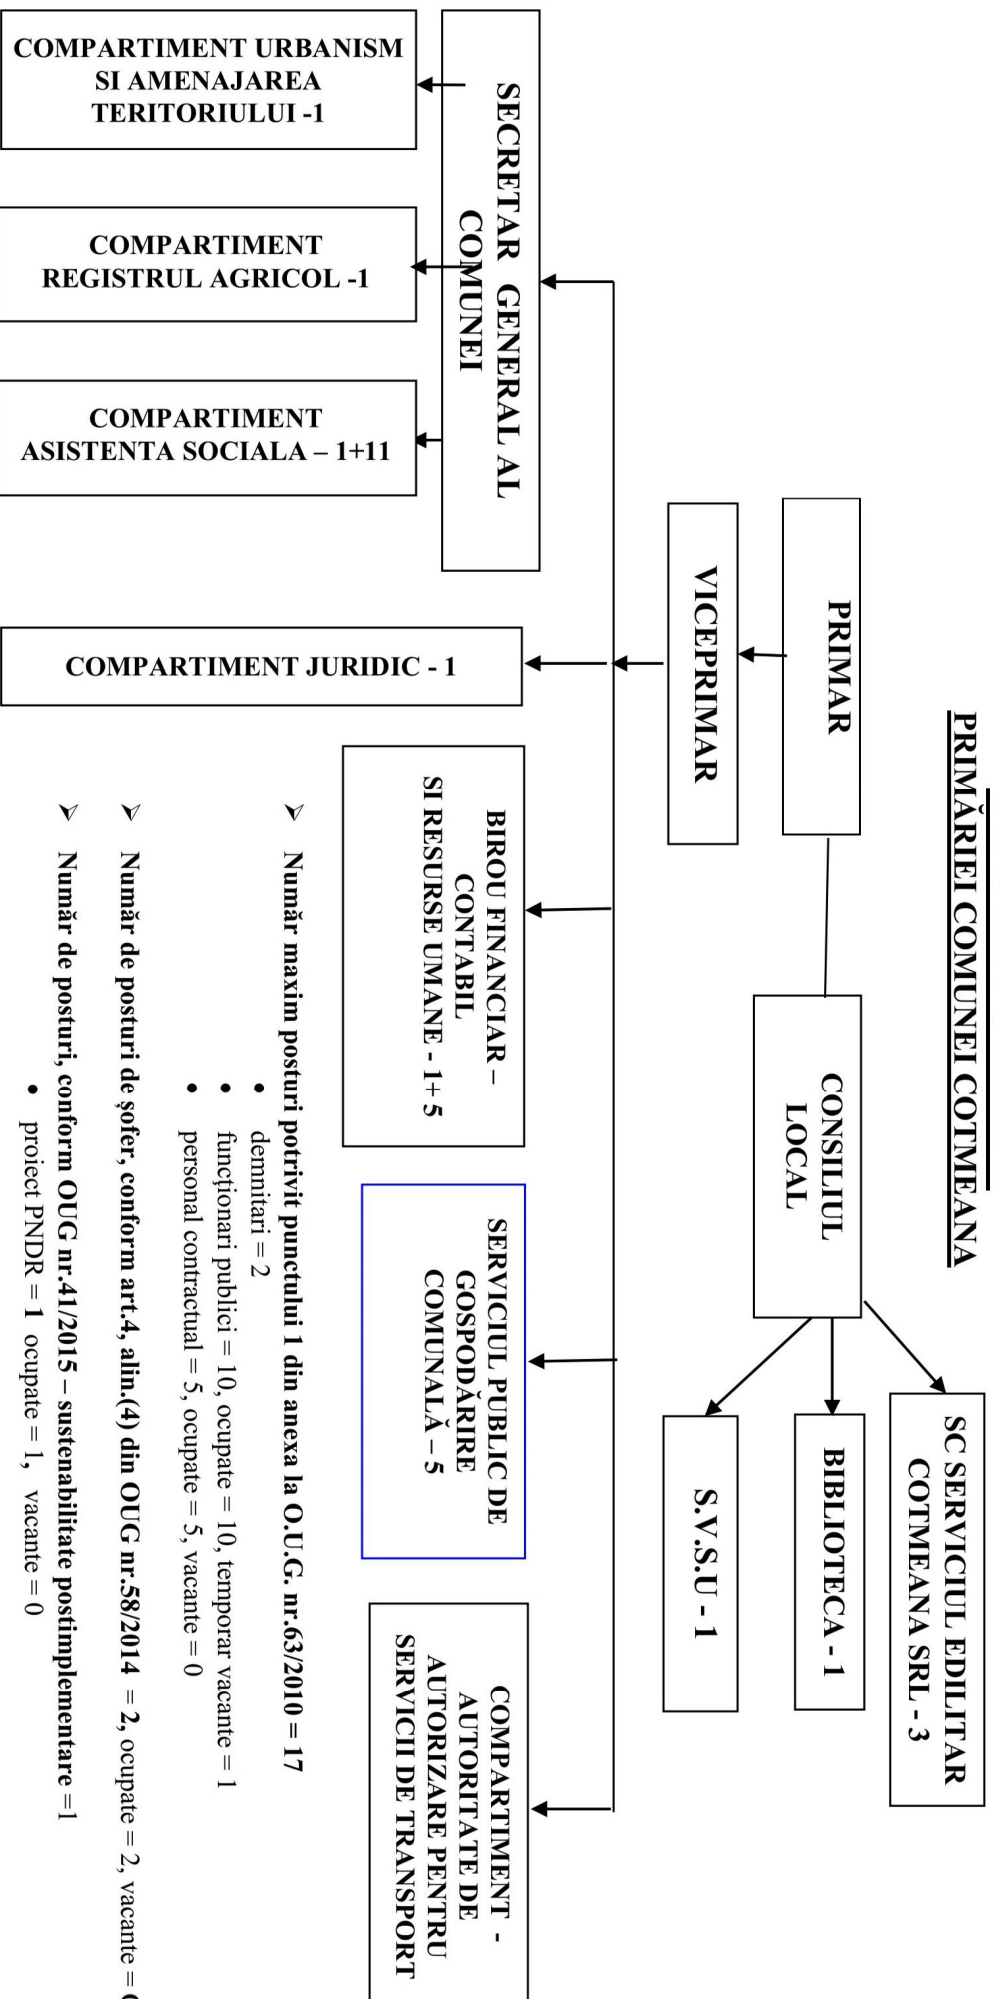 PRIMĂRIEI COMUNEI COTMEANA
PRIMAR
CONSILIUL
LOCAL
SC SERVICIUL EDILITAR
COTMEANA SRL - 3
BIBLIOTECA - 1
S.V.S.U - 1
VICEPRIMAR
SECRETAR GENERAL AL
COMUNEI
COMPARTIMENT URBANISM
SI AMENAJAREA
TERITORIULUI -1
COMPARTIMENT
REGISTRUL AGRICOL -1
COMPARTIMENT
ASISTENTA SOCIALA – 1+11
COMPARTIMENT JURIDIC - 1
BIROU FINANCIAR –
CONTABIL
SI RESURSE UMANE - 1+ 5
SERVICIUL PUBLIC DE
GOSPODĂRIRE
COMUNALĂ – 5
COMPARTIMENT -
AUTORITATE DE
AUTORIZARE PENTRU
SERVICII DE TRANSPORT
➢ Număr maxim posturi potrivit punctului 1 din anexa la O.U.G. nr.63/2010 = 17
• demnitari = 2
• funcționari publici = 10, ocupate = 10, temporar vacante = 1
• personal contractual = 5, ocupate = 5, vacante = 0
➢ Număr de posturi de șofer, conform art.4, alin.(4) din OUG nr.58/2014 = 2, ocupate = 2, vacante =
➢ Număr de posturi, conform OUG nr.41/2015 – sustenabilitate postimplementare =1
• proiect PNDR = 1 ocupate = 1, vacante = 0